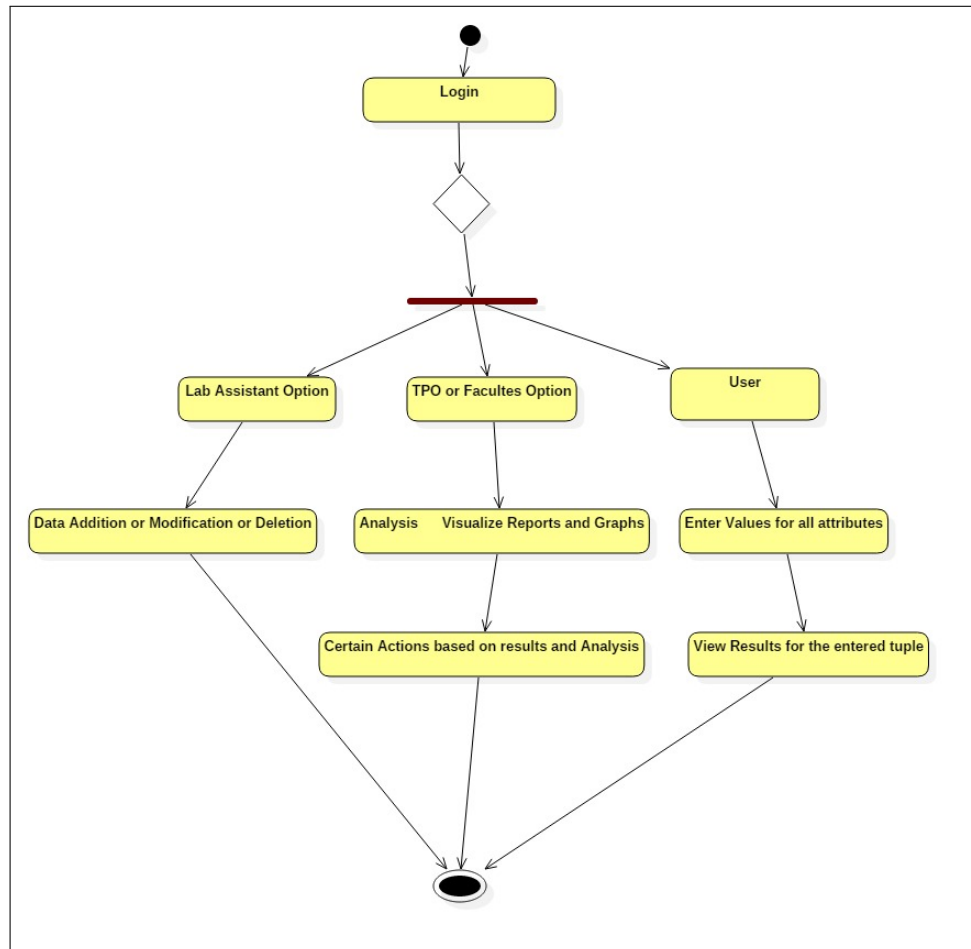 Login
Lab Assistant Option
TPO or Facultes Option
User
Data Addition or Modification or Deletion
Analysis Visualize Reports and Graphs
Enter Values for all attributes
Certain Actions based on results and Analysis
View Results for the entered tuple